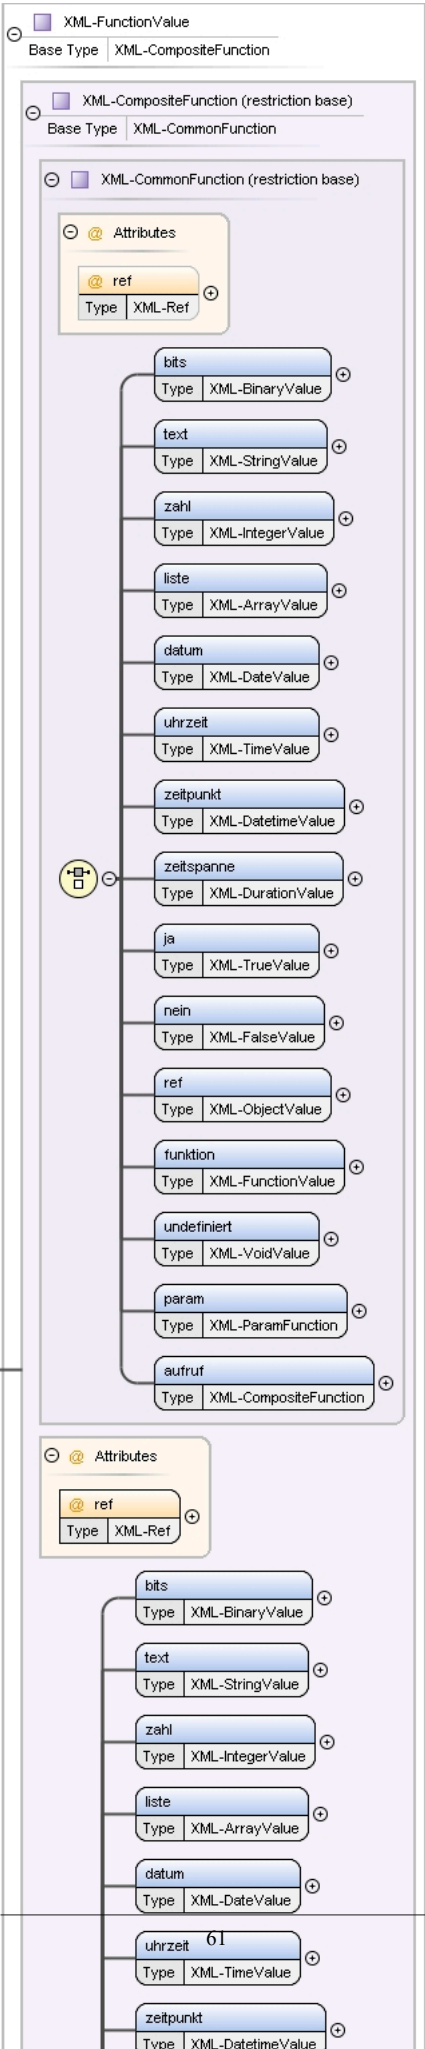 XML-FunctionValue
Base Type XML-CompositeFunction
XML-CompositeFunction (restriction base)
Base Type XML-CommonFunction
XML-CommonFunction (restriction base)
@ Attributes
@ ref
Type XML-Ref
bits
Type XML-BinaryValue
text
Type XML-StringValue
zahl
Type XML-IntegerValue
liste
Type XML-ArrayValue
datum
Type XML-DateValue
uhrzeit
Type XML-TimeValue
zeitpunkt
Type XML-DatetimeValue
zeitspanne
Type XML-DurationValue
ja
Type XML-TrueValue
nein
Type XML-FalseValue
ref
Type XML-ObjectValue
funktion
Type XML-FunctionValue
undefiniert
Type XML-VoidValue
param
Type XML-ParamFunction
aufruf
Type XML-CompositeFunction
@ Attributes
@ ref
Type XML-Ref
bits
Type XML-BinaryValue
text
Type XML-StringValue
zahl
Type XML-IntegerValue
liste
Type XML-ArrayValue
datum
Type XML-DateValue
uhrzeit 61
Type XML-TimeValue
zeitpunkt
Type XML-DatetimeValue